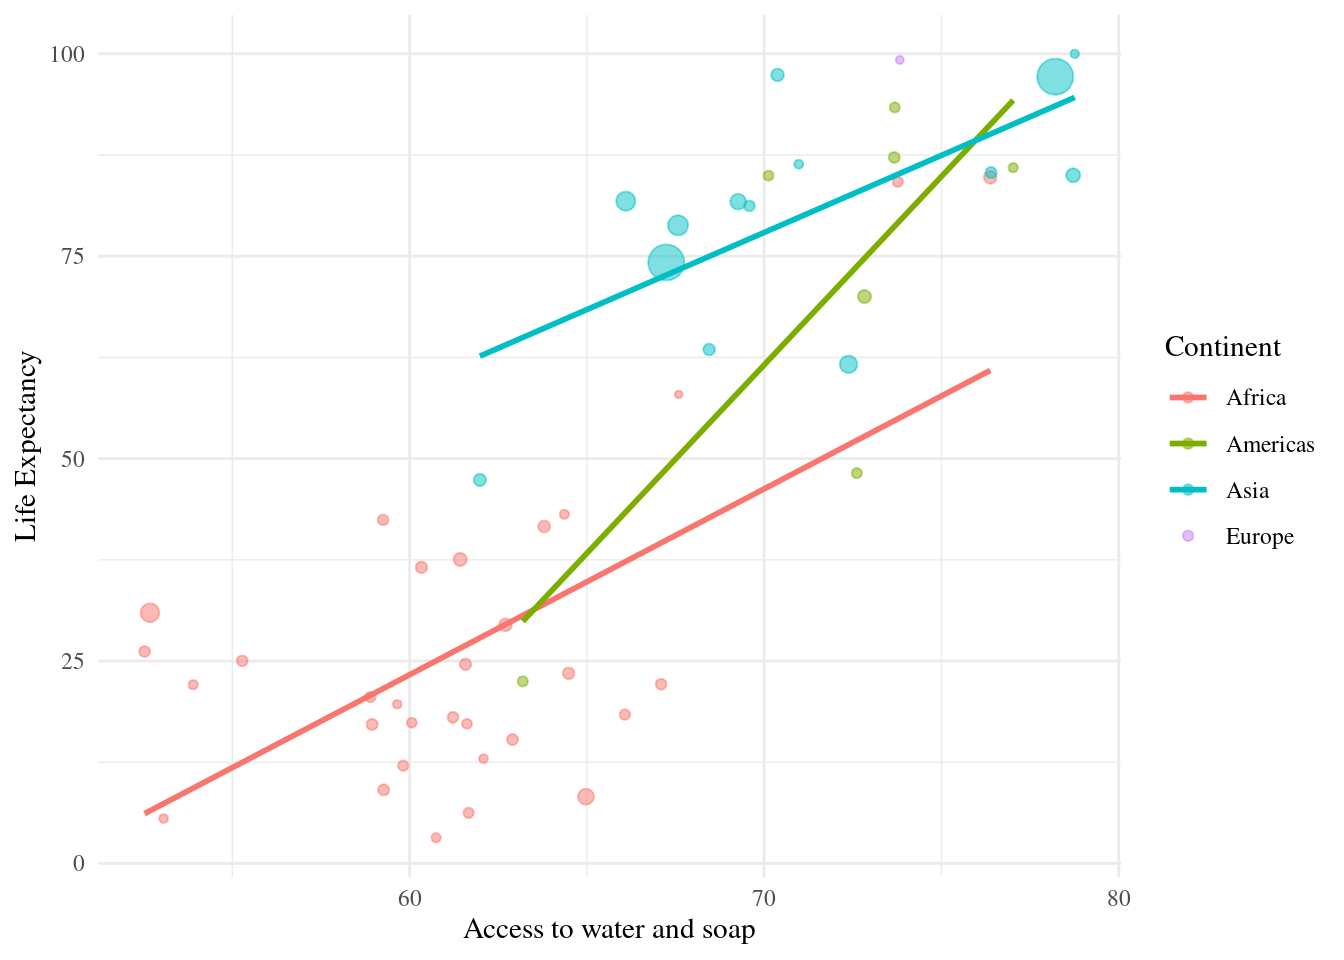 100
75
50
25
0
Life Expectancy
60
70
80
Access to water and soap
Continent
Africa
Americas
Asia
Europe